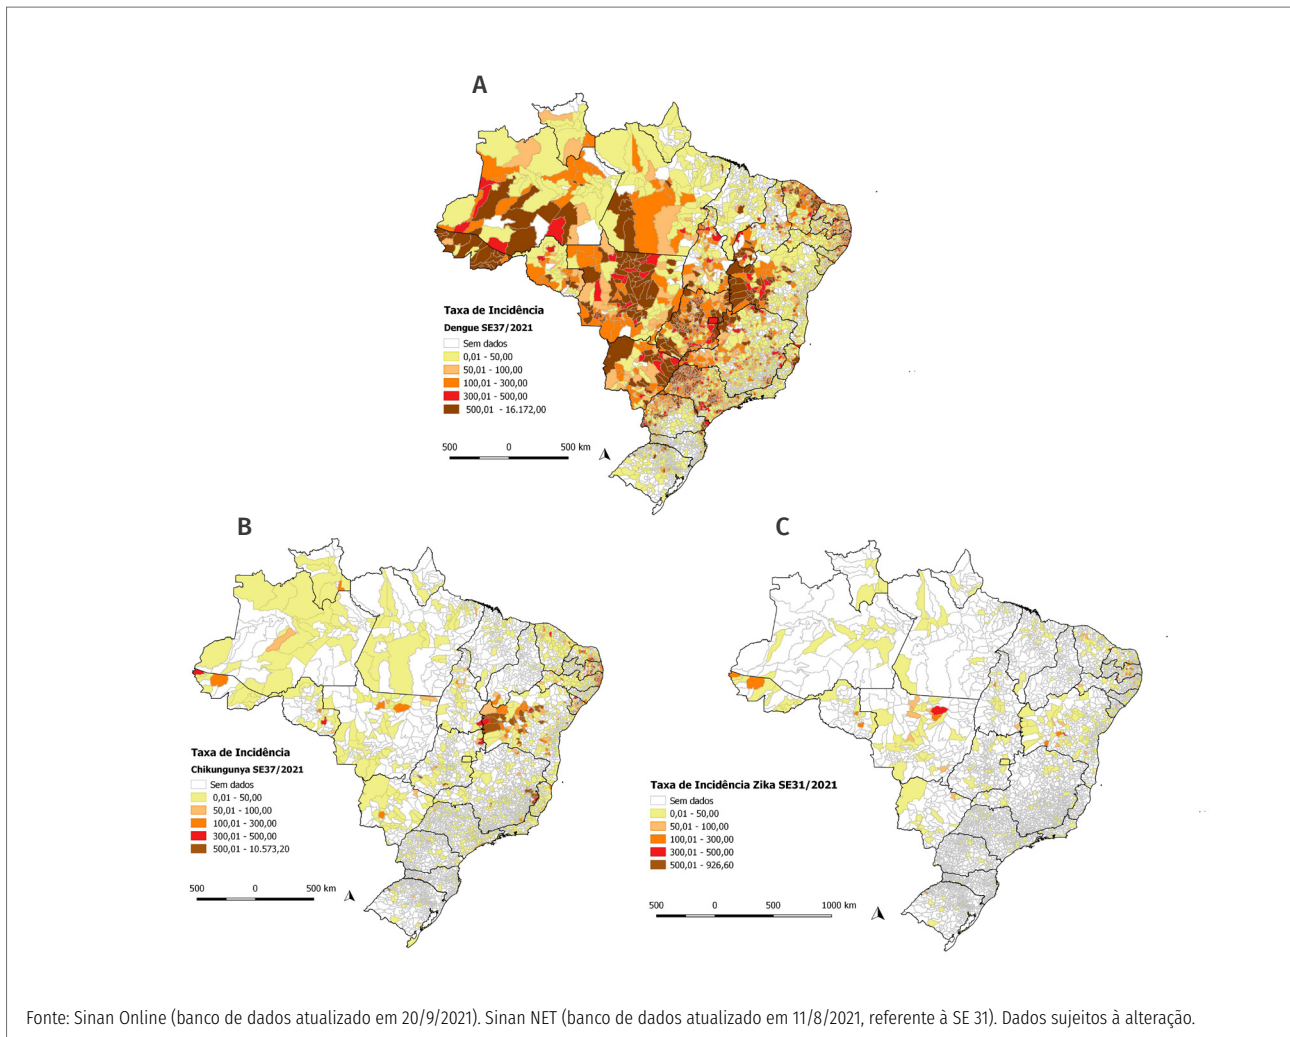 A
Taxa de Incidência
Dengue SE37/2021
Sem dados
0,01 - 50,00
50,01 - 100,00
100,01 - 300,00
300,01 - 500,00
500,01 - 16.172,00
500 0 500 km
B
Taxa de Incidência
Chikungunya SE37/2021
Sem dados
0,01 - 50,00
50,01 - 100,00
100,01 - 300,00
300,01 - 500,00
500,01 - 10.573,20
500 0 500 km
C
Taxa de Incidência Zika SE31/2021
Sem dados
0,01 - 50,00
50,01 - 100,00
100,01 - 300,00
300,01 - 500,00
500,01 - 926,60
500 0 500 1000 km
Fonte: Sinan Online (banco de dados atualizado em 20/9/2021). Sinan NET (banco de dados atualizado em 11/8/2021, referente à SE 31). Dados sujeitos à alteração.